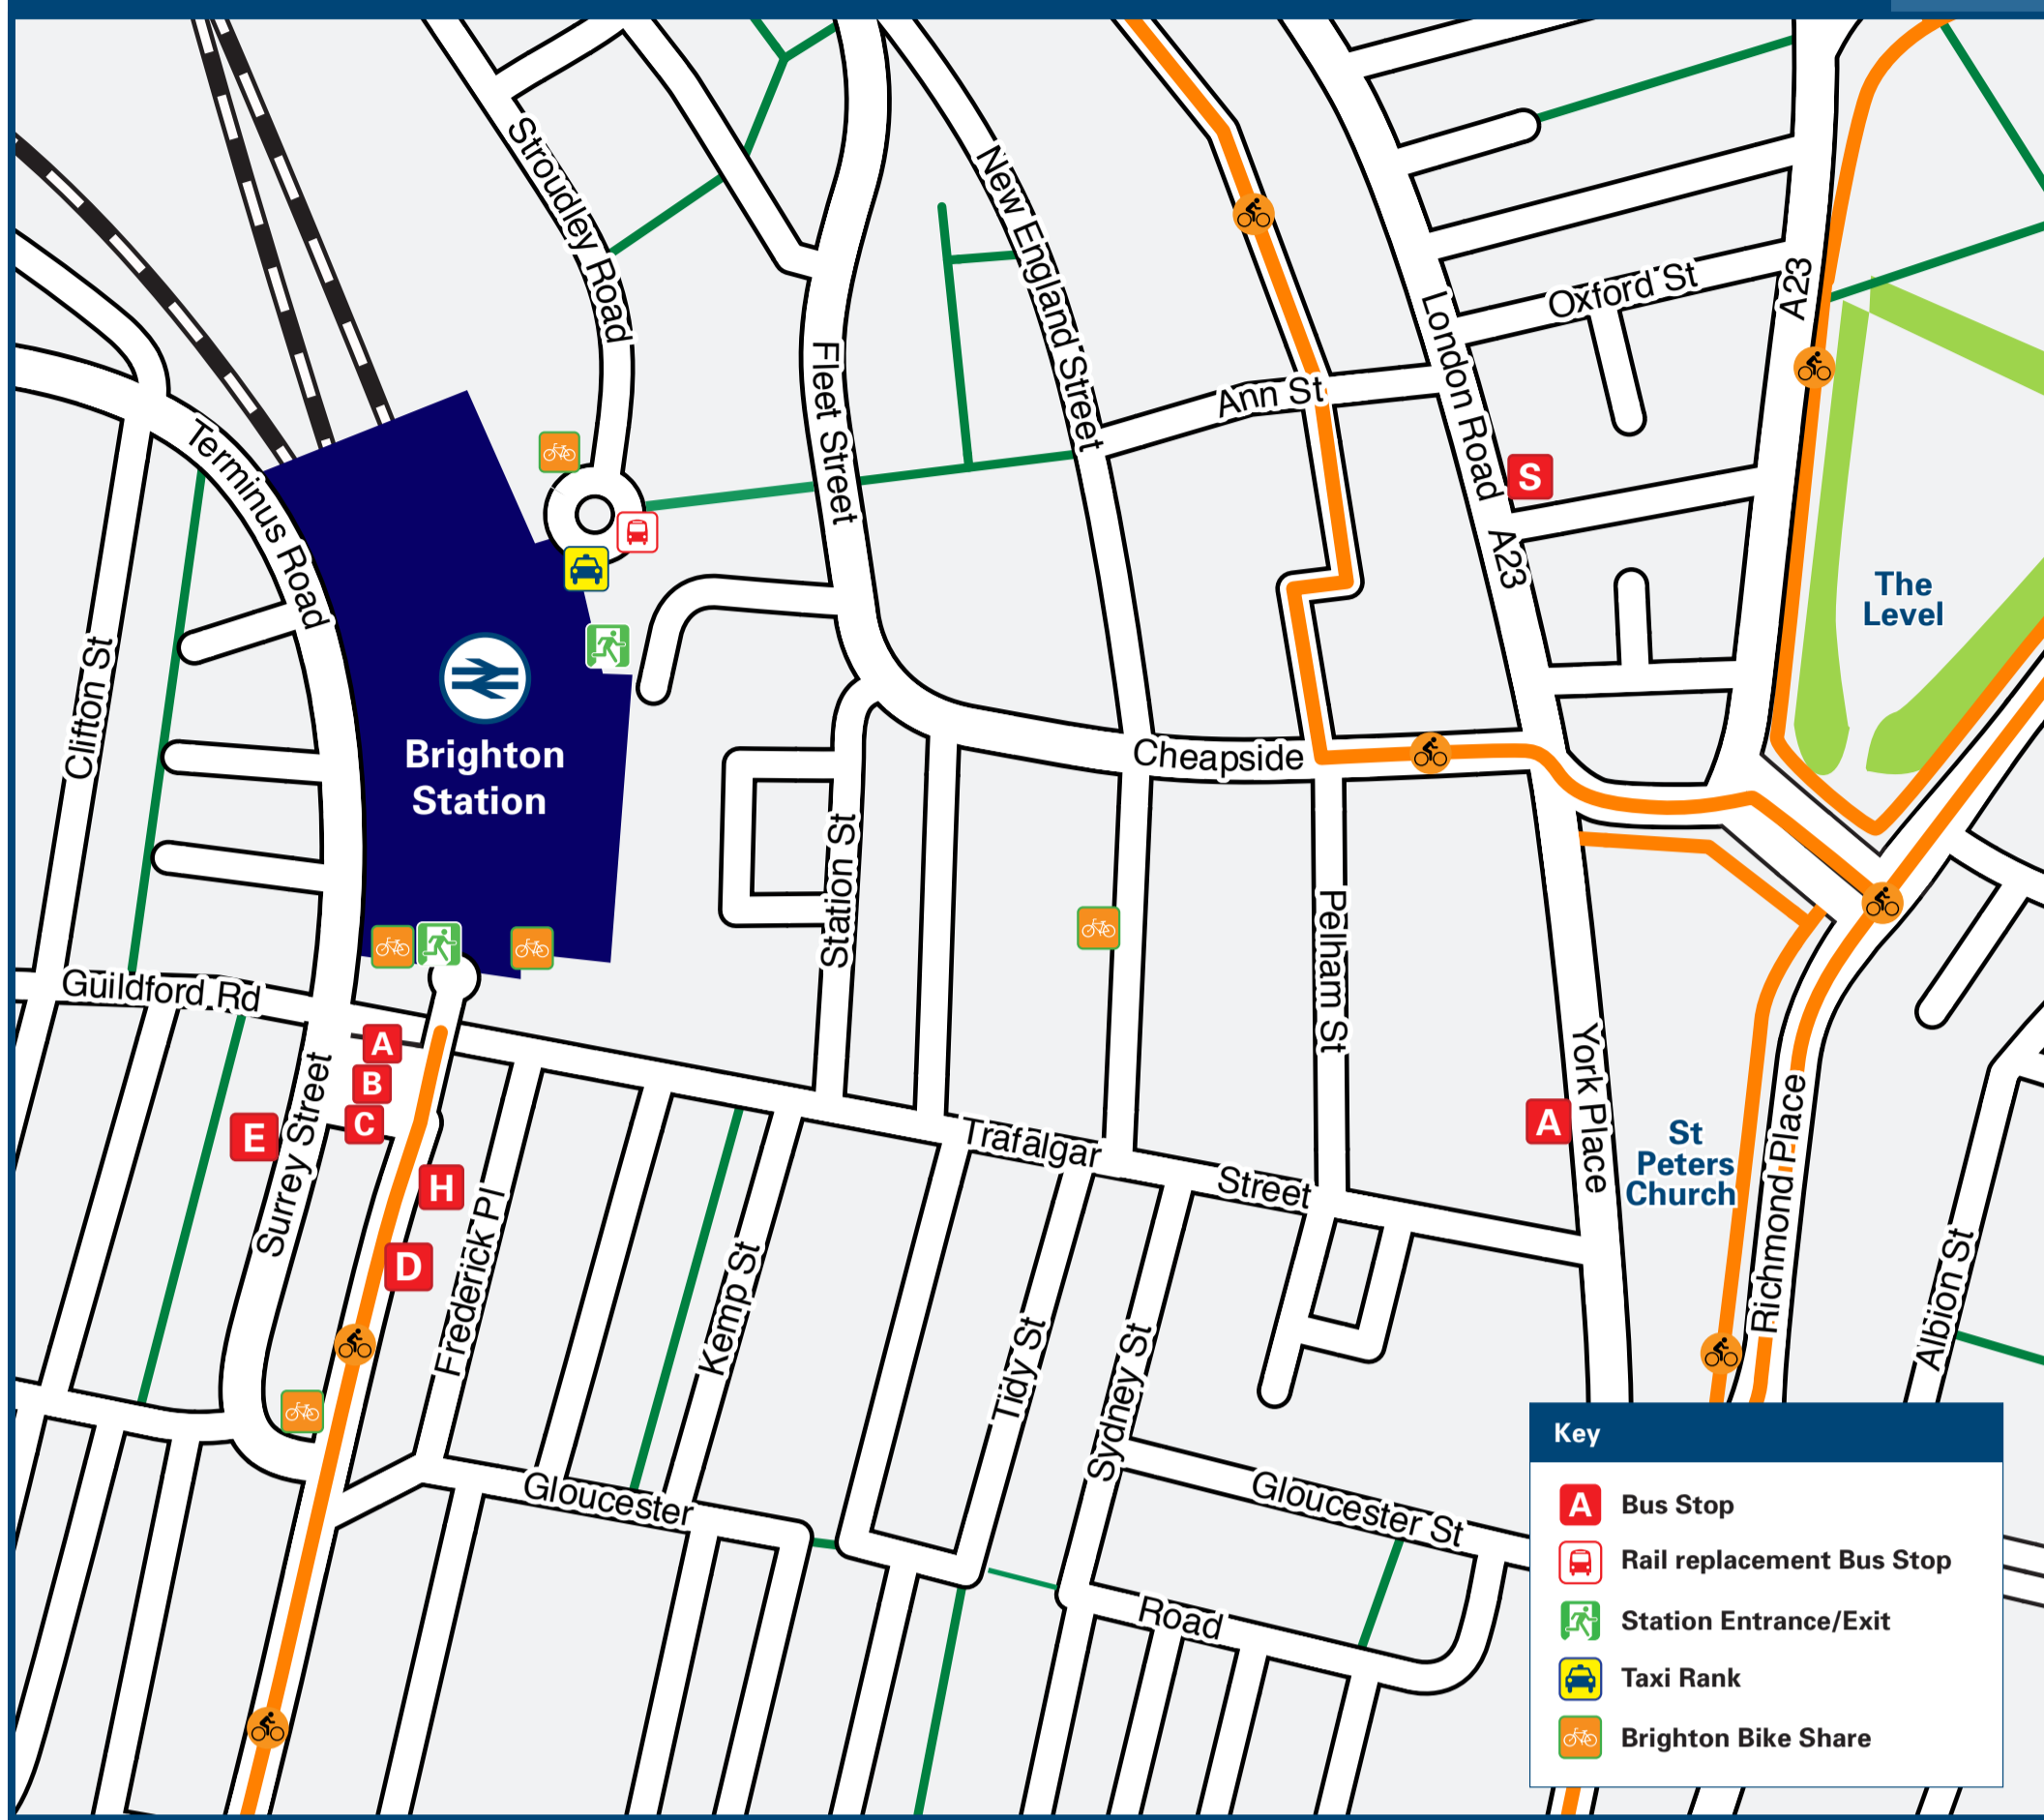 Stroudley Road
New England Street
Oxford St
A23
London Road
Ann St
Fleet Street
Terminus Road
S
A23
The
Level
Clifton St
Brighton
Station
Cheapside
Station St
Pelham St
Guildford Rd
A
B
C
E
Surrey Street
H
D
Frederick Pl
Kemp St
Trafalgar
Street
Tidy St
Sydney St
York Place
A
St
Peters
Church
Richmond Place
Albion St
Gloucester
Gloucester St
Road
Key
A Bus Stop
Rail replacement Bus Stop
Station Entrance/Exit
Taxi Rank
Brighton Bike Share